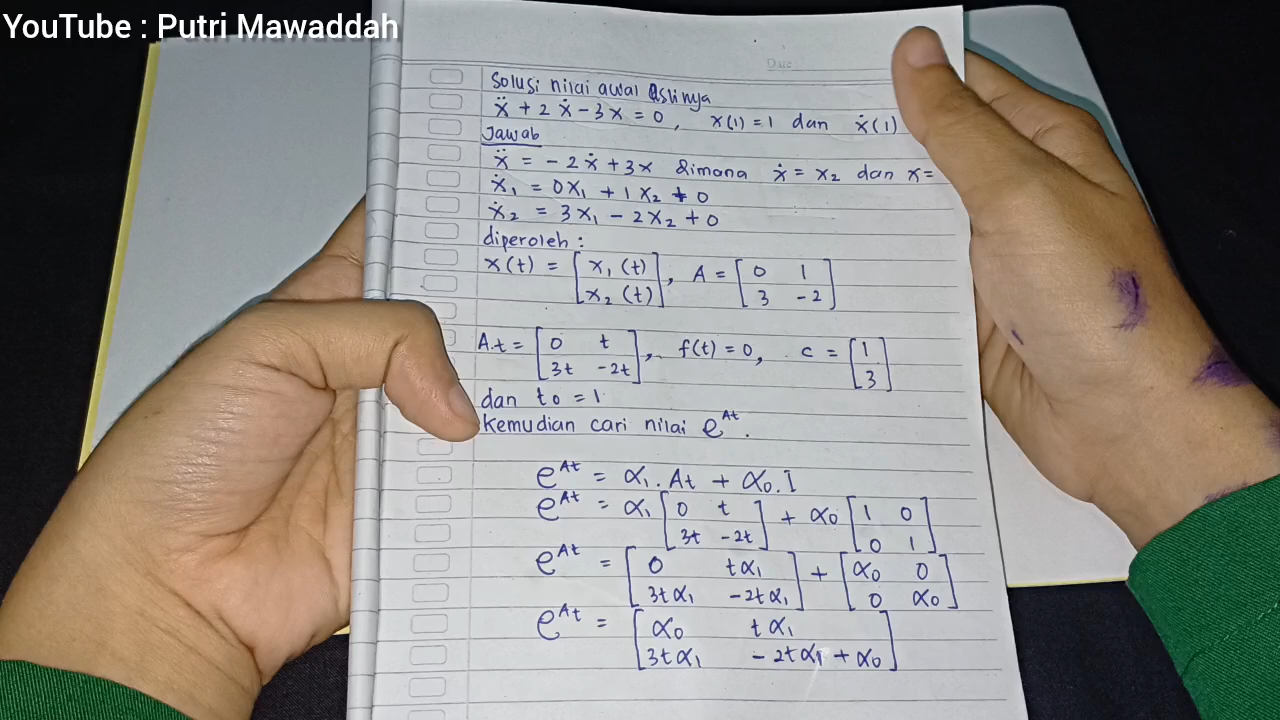 YouTube : Putri Mawaddah
Date
Solusi nilai awal Aslinya
ẍ + 2ẋ - 3x = 0, x(1) = 1 dan ẋ(1)
Jawab
ẍ = - 2ẋ + 3x dimana ẋ = x₂ dan x =
ẋ₁ = 0x₁ + 1x₂ + 0
ẋ₂ = 3x₁ - 2x₂ + 0
diperoleh :
x(t) = [x₁(t) ; x₂(t)], A = [0 1 ; 3 -2]
A.t = [0 t ; 3t -2t], f(t) = 0, c = [1 ; 3]
dan t₀ = 1
Kemudian cari nilai e^At.
e^At = α₁. At + α₀. I
e^At = α₁ [0 t ; 3t -2t] + α₀ [1 0 ; 0 1]
e^At = [0 tα₁ ; 3tα₁ -2tα₁] + [α₀ 0 ; 0 α₀]
e^At = [α₀ tα₁ ; 3tα₁ -2tα₁ + α₀]